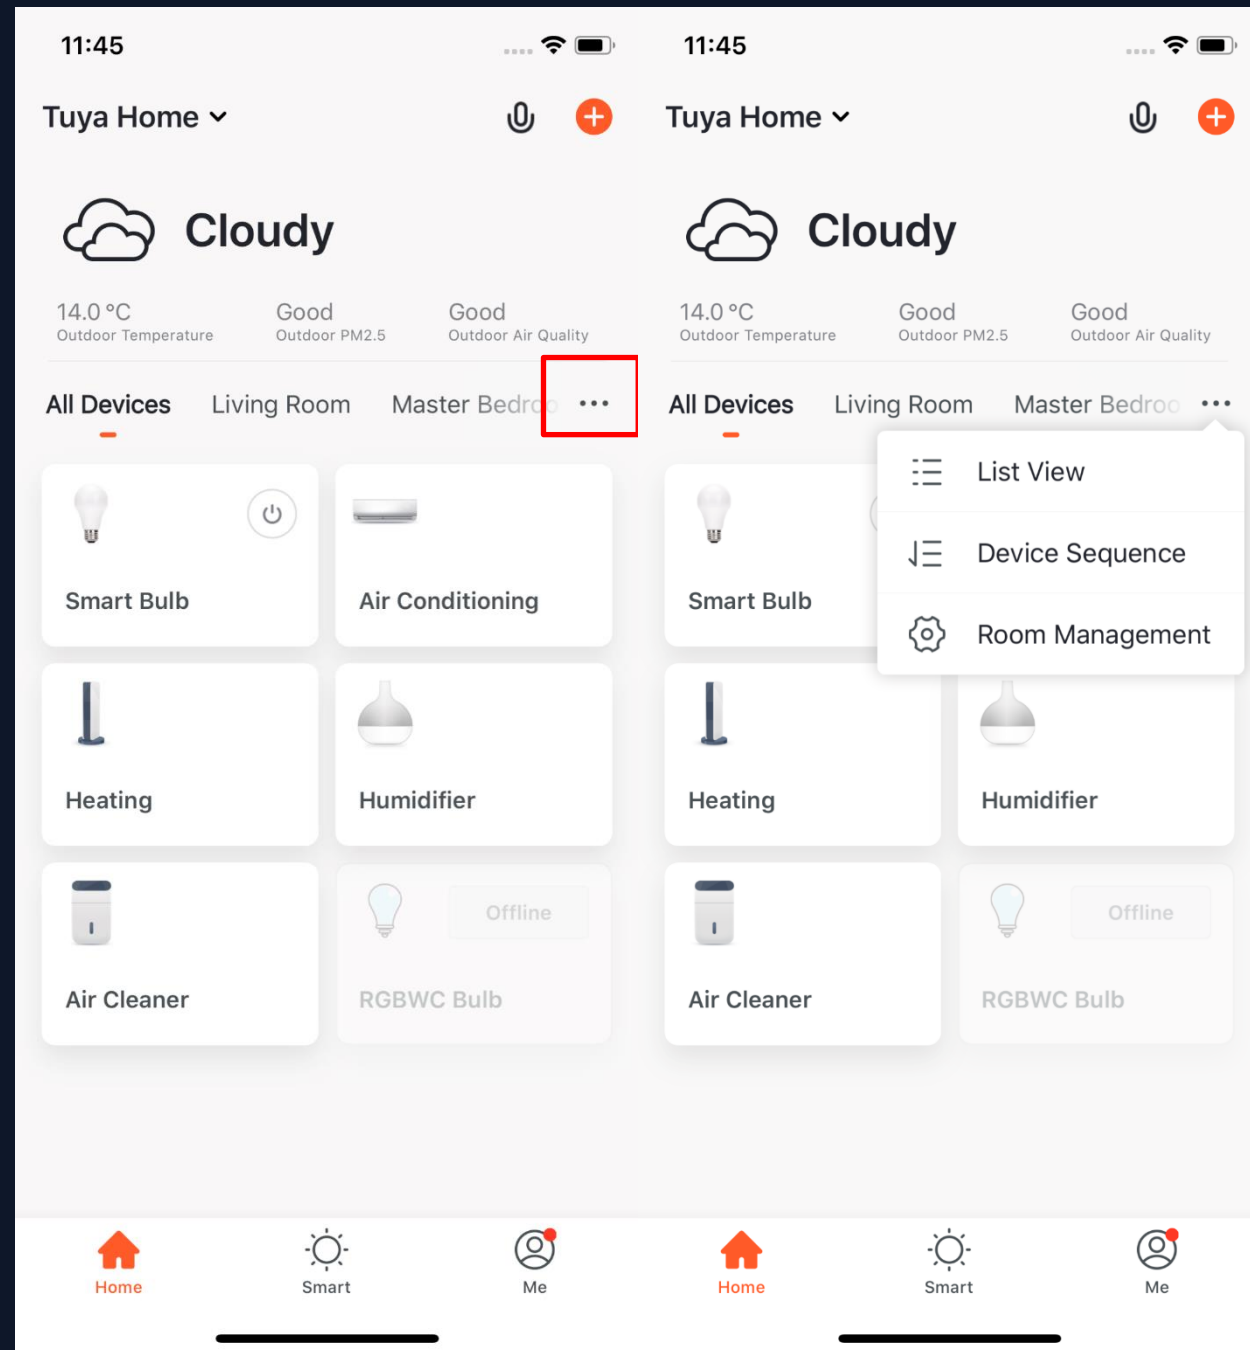 11:45
Tuya Home
Cloudy
14.0 °C
Outdoor Temperature
Good
Outdoor PM2.5
Good
Outdoor Air Quality
All Devices
Living Room
Master Bedroo
Smart Bulb
Air Conditioning
Heating
Humidifier
Air Cleaner
Offline
RGBWC Bulb
Home
Smart
Me
11:45
Tuya Home
Cloudy
14.0 °C
Outdoor Temperature
Good
Outdoor PM2.5
Good
Outdoor Air Quality
All Devices
Living Room
Master Bedroo
List View
Device Sequence
Room Management
Smart Bulb
Heating
Humidifier
Air Cleaner
Offline
RGBWC Bulb
Home
Smart
Me